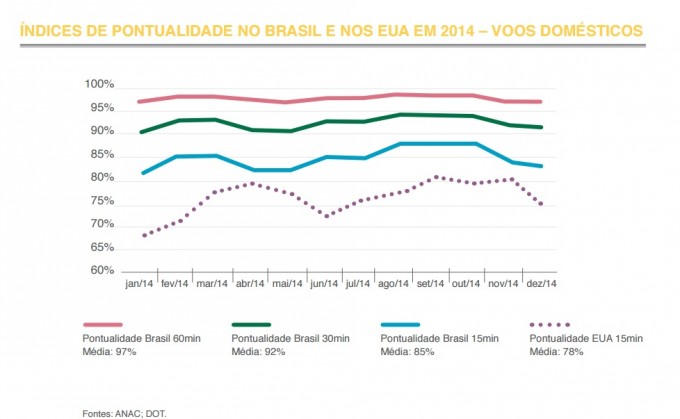 ÍNDICES DE PONTUALIDADE NO BRASIL E NOS EUA EM 2014 – VOOS DOMÉSTICOS
100%
95%
90%
85%
80%
75%
70%
65%
60%
jan/14 fev/14 mar/14 abr/14 mai/14 jun/14 jul/14 ago/14 set/14 out/14 nov/14 dez/14
Pontualidade Brasil 60min Pontualidade Brasil 30min Pontualidade Brasil 15min Pontualidade EUA 15min
Média: 97% Média: 92% Média: 85% Média: 78%
Fontes: ANAC; DOT.